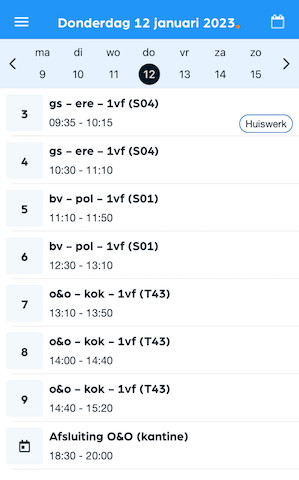 Donderdag 12 januari 2023.
ma di wo do vr za zo
9 10 11 12 13 14 15
3 gs - ere - 1vf (S04)
09:35 - 10:15
Huiswerk
4 gs - ere - 1vf (S04)
10:30 - 11:10
5 bv - pol - 1vf (S01)
11:10 - 11:50
6 bv - pol - 1vf (S01)
12:30 - 13:10
7 o&o - kok - 1vf (T43)
13:10 - 13:50
8 o&o - kok - 1vf (T43)
14:00 - 14:40
9 o&o - kok - 1vf (T43)
14:40 - 15:20
Afsluiting O&O (kantine)
18:30 - 20:00